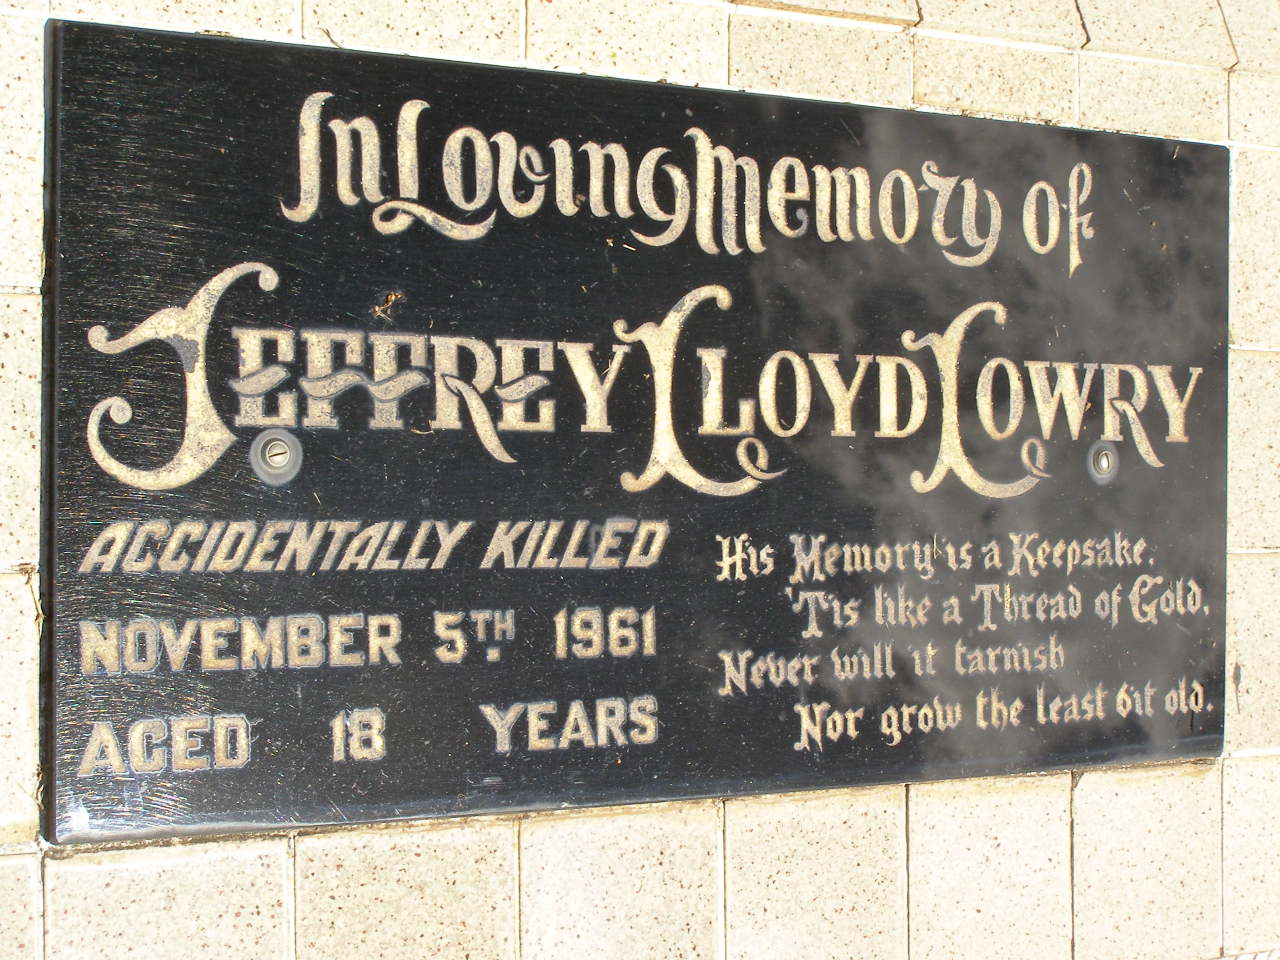 In Loving Memory of
JEFFREY LLOYD LOWRY
ACCIDENTALLY KILLED
NOVEMBER 5TH. 1961
AGED 18 YEARS
His Memory is a Keepsake.
'Tis like a Thread of Gold.
Never will it tarnish
Nor grow the least bit old.